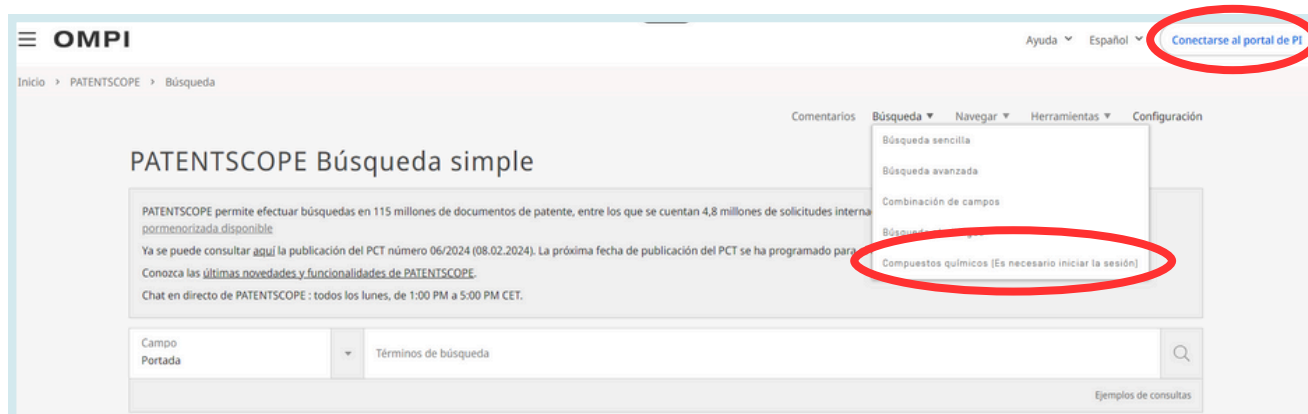 OMPI
Ayuda
Español
Conectarse al portal de PI
Inicio > PATENTSCOPE > Búsqueda
Comentarios Búsqueda Navegar Herramientas Configuración
Búsqueda sencilla
Búsqueda avanzada
Combinación de campos
Búsqueda
Compuestos químicos [Es necesario iniciar la sesión]
PATENTSCOPE Búsqueda simple
PATENTSCOPE permite efectuar búsquedas en 115 millones de documentos de patente, entre los que se cuentan 4,8 millones de solicitudes interna
pormenorizada disponible
Ya se puede consultar aquí la publicación del PCT número 06/2024 (08.02.2024). La próxima fecha de publicación del PCT se ha programado para
Conozca las últimas novedades y funcionalidades de PATENTSCOPE.
Chat en directo de PATENTSCOPE : todos los lunes, de 1:00 PM a 5:00 PM CET.
Campo
Portada
Términos de búsqueda
Ejemplos de consultas